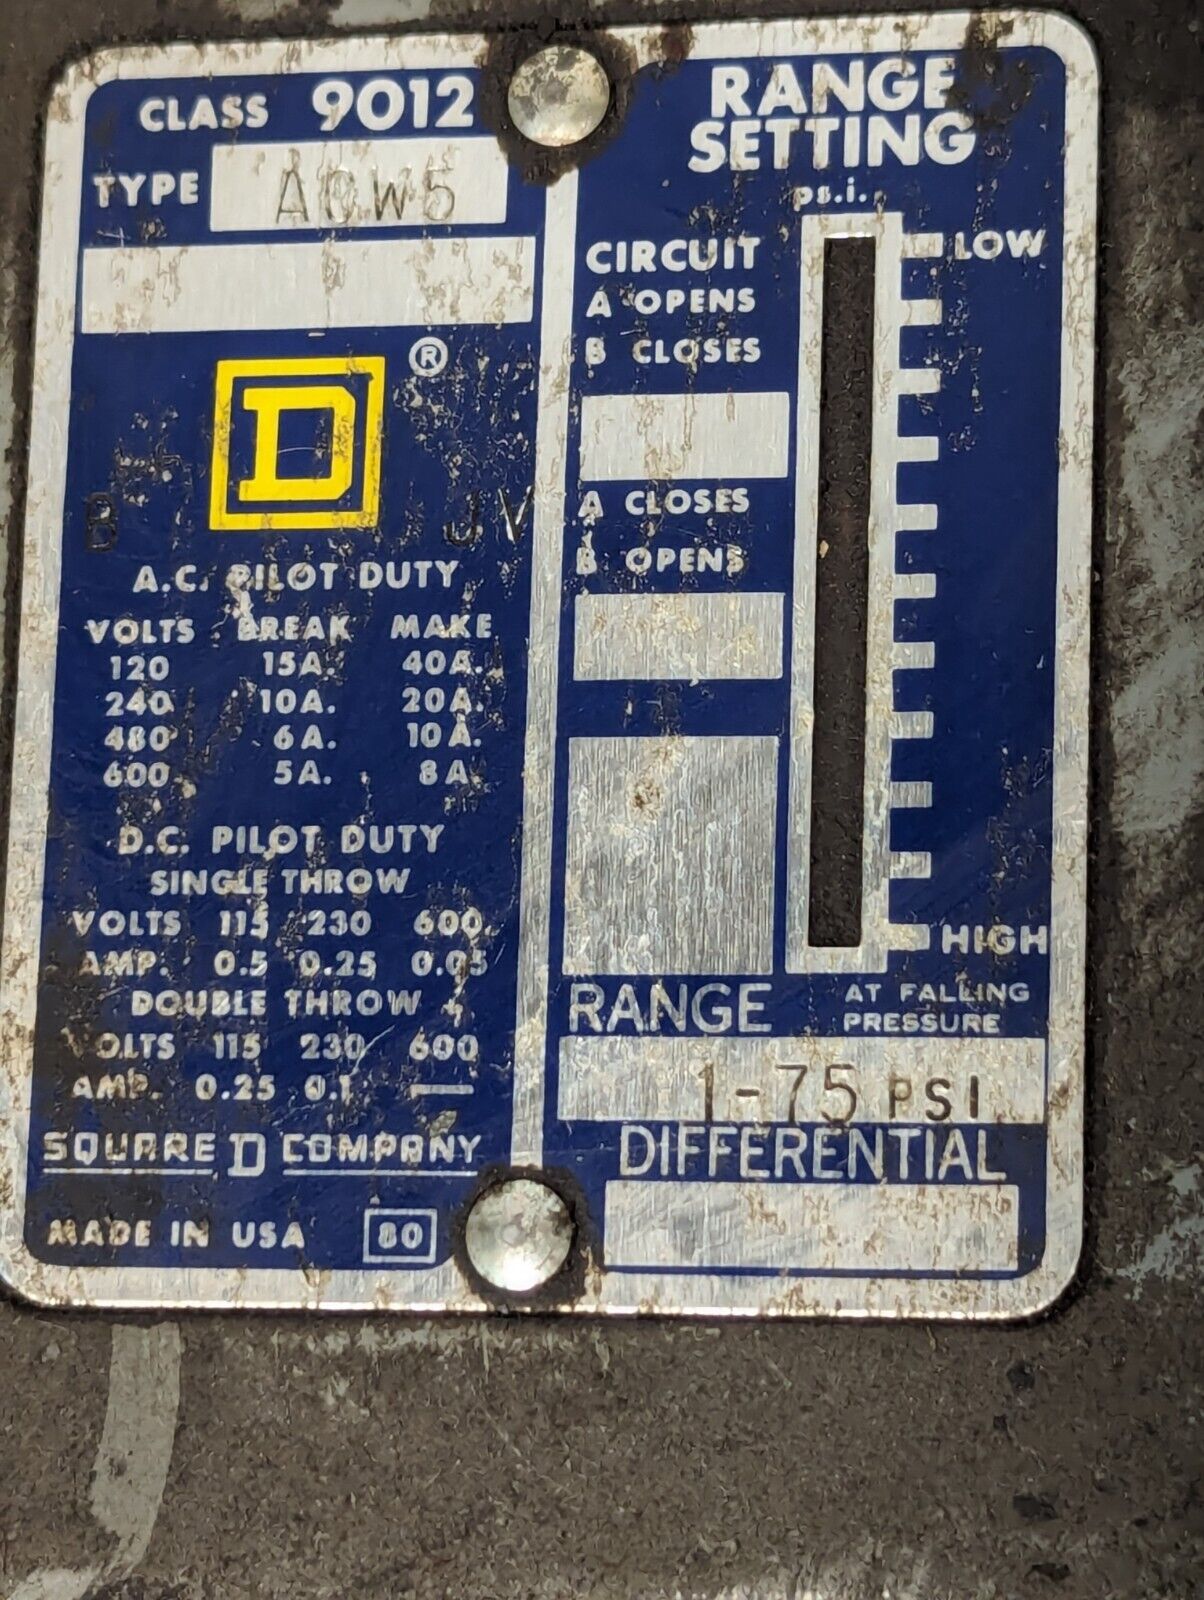 CLASS 9012
TYPE ACW5
®
D
B JV
A.C. PILOT DUTY
VOLTS BREAK MAKE
120 15A. 40A.
240 10A. 20A.
480 6A. 10A.
600 5A. 8A.
D.C. PILOT DUTY
SINGLE THROW
VOLTS 115 230 600
AMP. 0.5 0.25 0.05
DOUBLE THROW
VOLTS 115 230 600
AMP. 0.25 0.1 —
SQUARE D COMPANY
MADE IN USA 80
RANGE
SETTING
p.s.i.
LOW
CIRCUIT
A OPENS
B CLOSES
A CLOSES
B OPENS
HIGH
RANGE AT FALLING
PRESSURE
1-75 PSI
DIFFERENTIAL